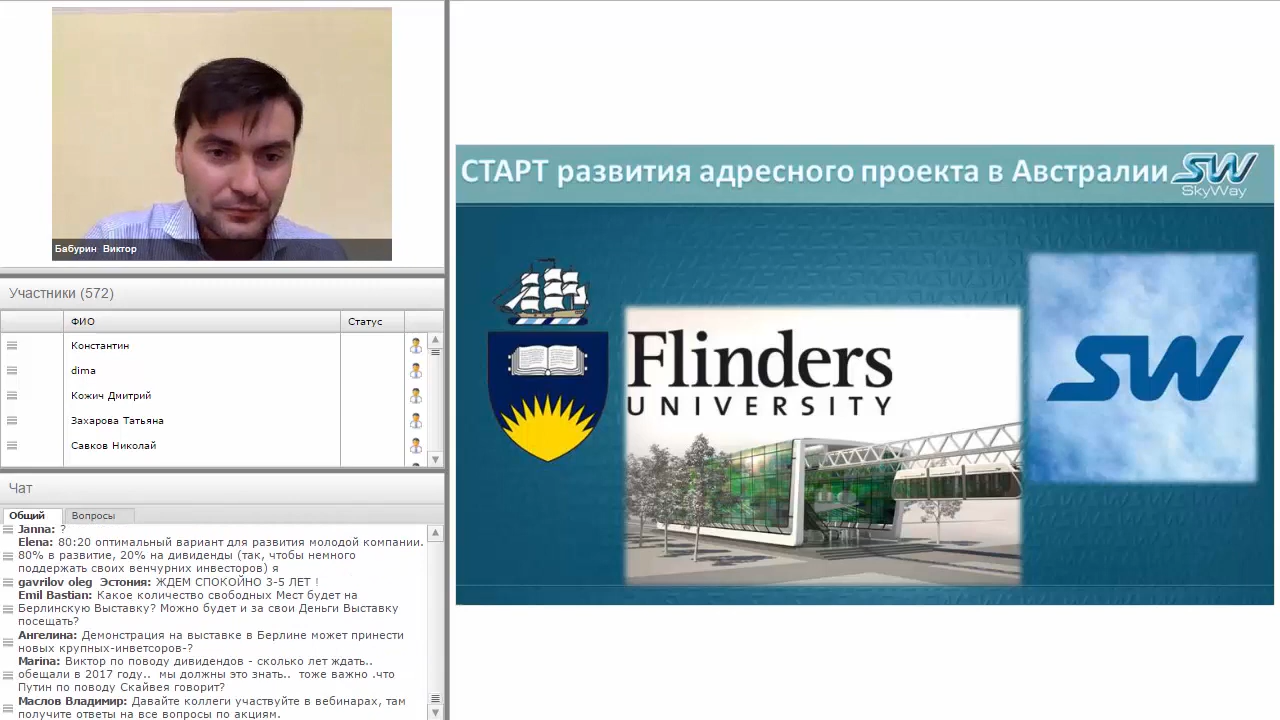 Бабурин Виктор
Участники (572)
ФИО
Статус
Константин
dima
Кожич Дмитрий
Захарова Татьяна
Савков Николай
Чат
Общий
Вопросы
Janna: ?
Elena: 80:20 оптимальный вариант для развития молодой компании.
80% в развитие, 20% на дивиденды (так, чтобы немного
поддержать своих венчурних инвесторов) я
gavrilov oleg Эстония: ЖДЕМ СПОКОЙНО 3-5 ЛЕТ !
Emil Bastian: Какое количество свободных Мест будет на
Берлинскую Выставку? Можно будет и за свои Деньги Выставку
посещать?
Ангелина: Демонстрация на выставке в Берлине может принести
новых крупных-инветсоров-?
Marina: Виктор по поводу дивидендов - сколько лет ждать..
обещали в 2017 году.. мы должны это знать.. тоже важно .что
Путин по поводу Скайвея говорит?
Маслов Владимир: Давайте коллеги участвуйте в вебинарах, там
получите ответы на все вопросы по акциям.
СТАРТ развития адресного проекта в Австралии
SW
SkyWay
Flinders
UNIVERSITY
SW